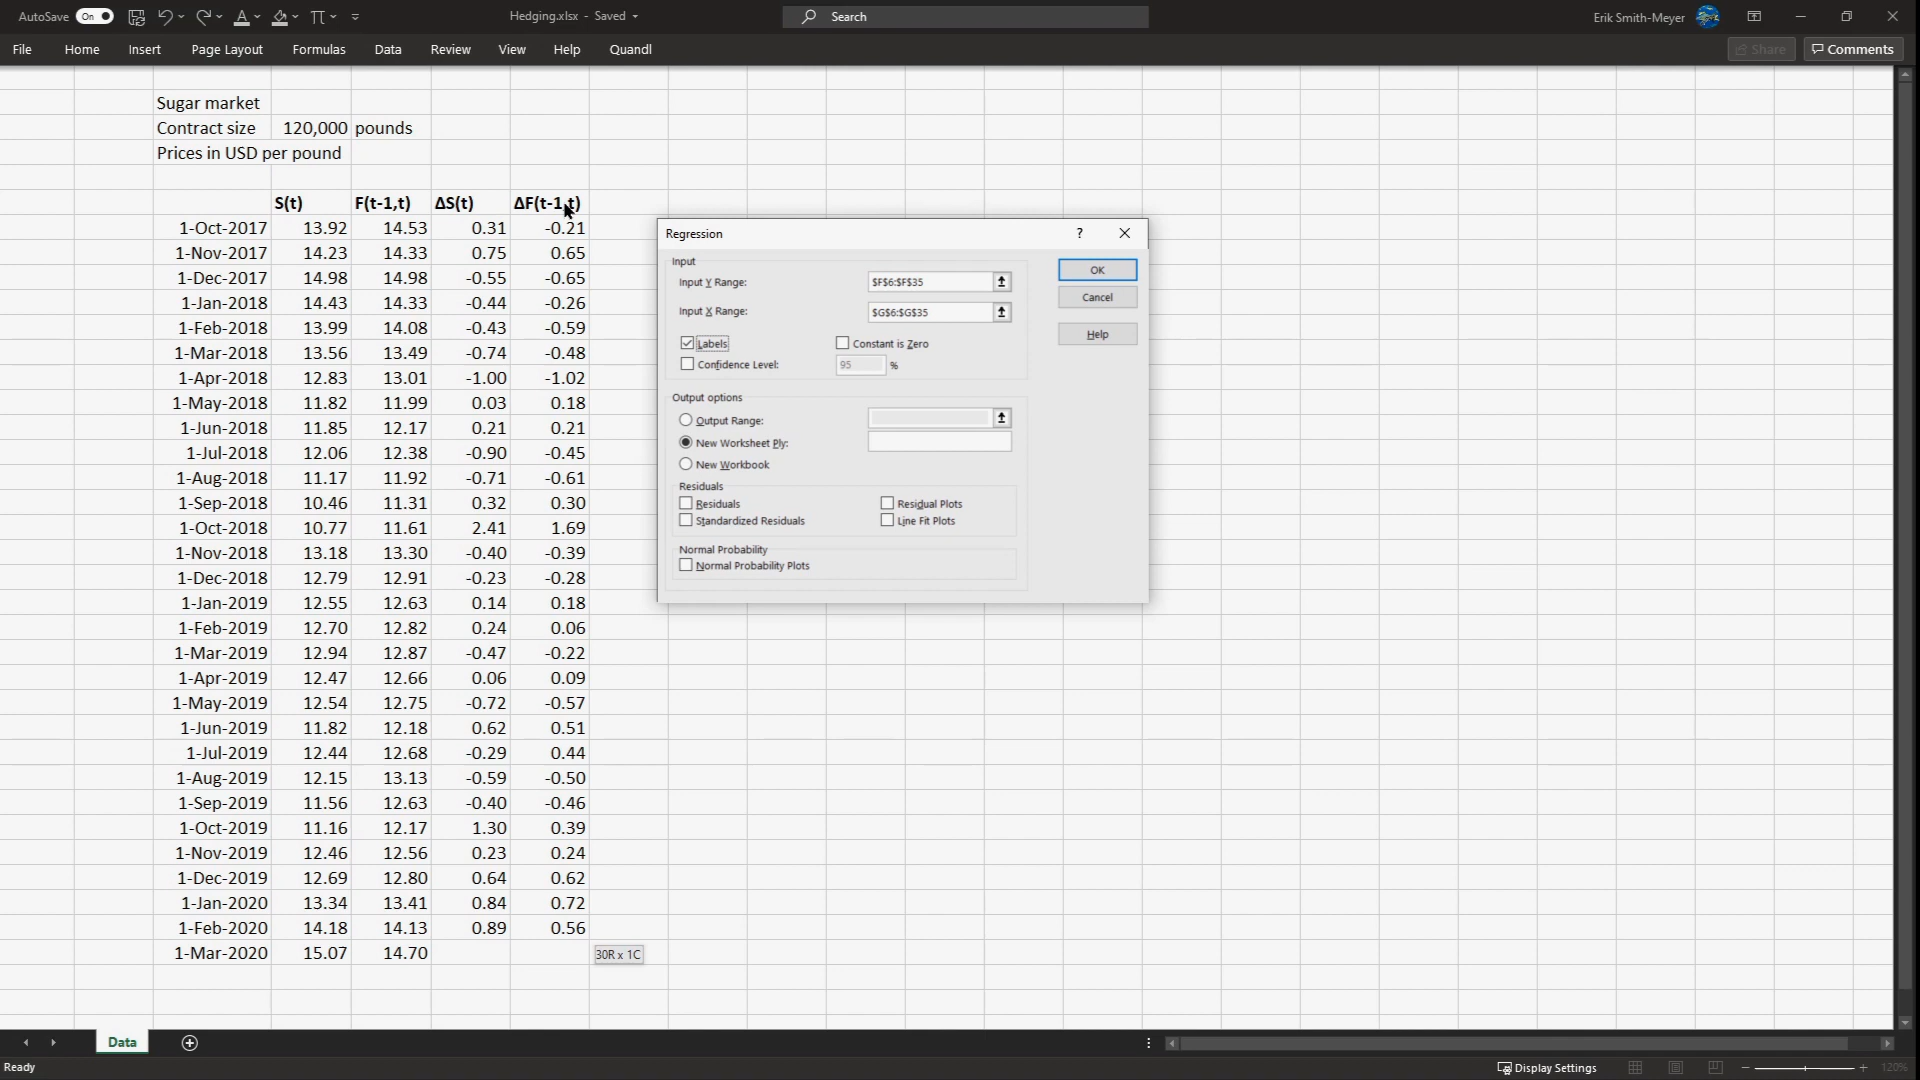 AutoSave On Hedging.xlsx - Saved Search Erik Smith-Meyer
File Home Insert Page Layout Formulas Data Review View Help Quandl Share Comments
Sugar market
Contract size 120,000 pounds
Prices in USD per pound
S(t) F(t-1,t) ΔS(t) ΔF(t-1,t)
1-Oct-2017 13.92 14.53 0.31 -0.21
1-Nov-2017 14.23 14.33 0.75 0.65
1-Dec-2017 14.98 14.98 -0.55 -0.65
1-Jan-2018 14.43 14.33 -0.44 -0.26
1-Feb-2018 13.99 14.08 -0.43 -0.59
1-Mar-2018 13.56 13.49 -0.74 -0.48
1-Apr-2018 12.83 13.01 -1.00 -1.02
1-May-2018 11.82 11.99 0.03 0.18
1-Jun-2018 11.85 12.17 0.21 0.21
1-Jul-2018 12.06 12.38 -0.90 -0.45
1-Aug-2018 11.17 11.92 -0.71 -0.61
1-Sep-2018 10.46 11.31 0.32 0.30
1-Oct-2018 10.77 11.61 2.41 1.69
1-Nov-2018 13.18 13.30 -0.40 -0.39
1-Dec-2018 12.79 12.91 -0.23 -0.28
1-Jan-2019 12.55 12.63 0.14 0.18
1-Feb-2019 12.70 12.82 0.24 0.06
1-Mar-2019 12.94 12.87 -0.47 -0.22
1-Apr-2019 12.47 12.66 0.06 0.09
1-May-2019 12.54 12.75 -0.72 -0.57
1-Jun-2019 11.82 12.18 0.62 0.51
1-Jul-2019 12.44 12.68 -0.29 0.44
1-Aug-2019 12.15 13.13 -0.59 -0.50
1-Sep-2019 11.56 12.63 -0.40 -0.46
1-Oct-2019 11.16 12.17 1.30 0.39
1-Nov-2019 12.46 12.56 0.23 0.24
1-Dec-2019 12.69 12.80 0.64 0.62
1-Jan-2020 13.34 13.41 0.84 0.72
1-Feb-2020 14.18 14.13 0.89 0.56
1-Mar-2020 15.07 14.70
30R x 1C
Regression ?
Input
Input Y Range: $F$6:$F$35
Input X Range: $G$6:$G$35
Labels Constant is Zero
Confidence Level: 95 %
OK
Cancel
Help
Output options
Output Range:
New Worksheet Ply:
New Workbook
Residuals
Residuals Residual Plots
Standardized Residuals Line Fit Plots
Normal Probability
Normal Probability Plots
Data
Ready Display Settings 120%